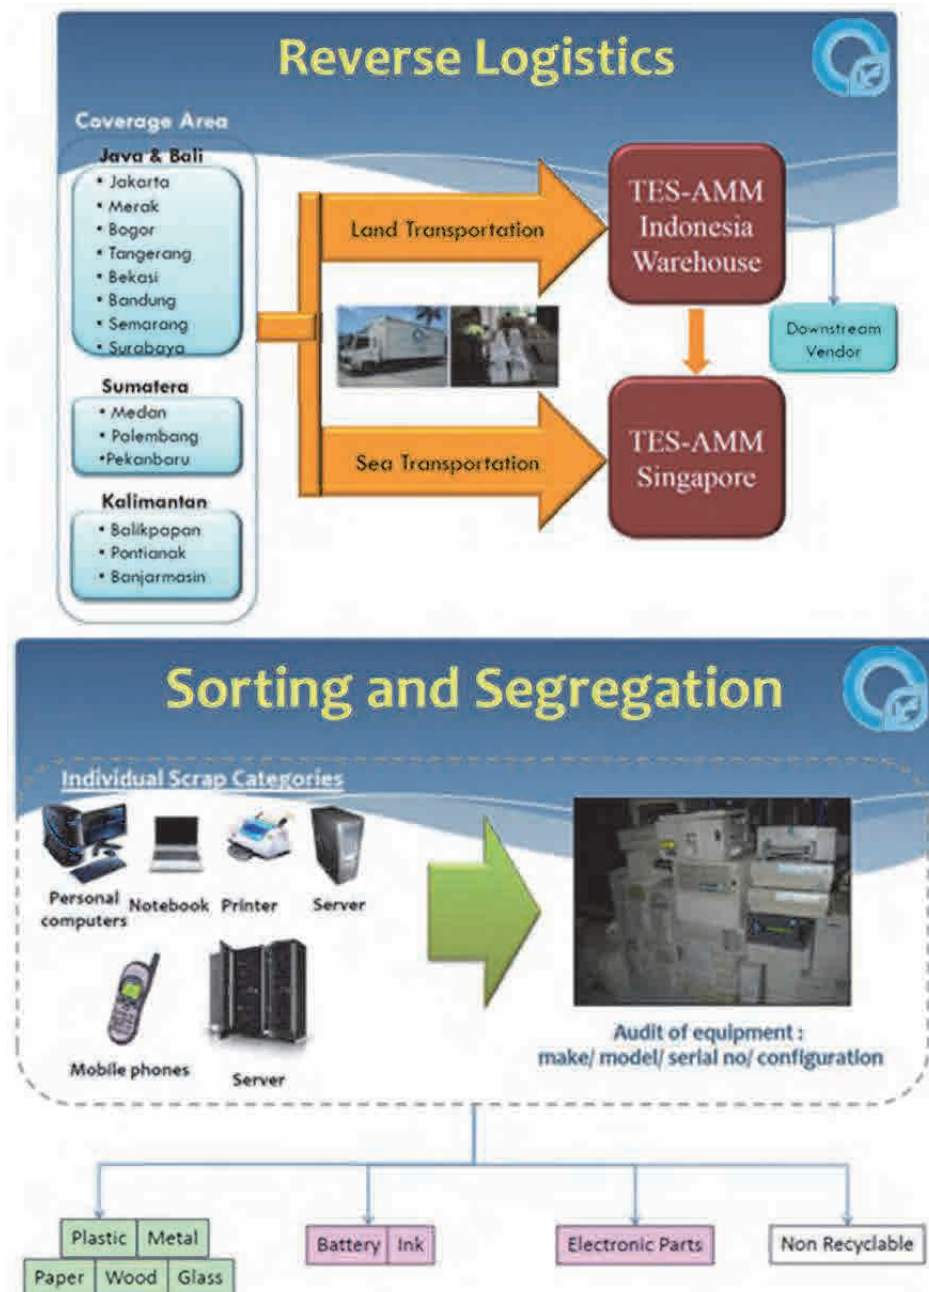 Reverse Logistics
Coverage Area
Java & Bali
• Jakarta
• Merak
• Bogor
• Tangerang
• Bekasi
• Bandung
• Semarang
• Surabaya
Sumatera
• Medan
• Palembang
•Pekanbaru
Kalimantan
• Balikpapan
• Pontianak
• Banjarmasin
Land Transportation
Sea Transportation
TES-AMM
Indonesia
Warehouse
Downstream
Vendor
TES-AMM
Singapore
Sorting and Segregation
Individual Scrap Categories
Personal
computers
Notebook
Printer
Server
Mobile phones
Server
Audit of equipment :
make/ model/ serial no/ configuration
Plastic
Metal
Paper
Wood
Glass
Battery
Ink
Electronic Parts
Non Recyclable